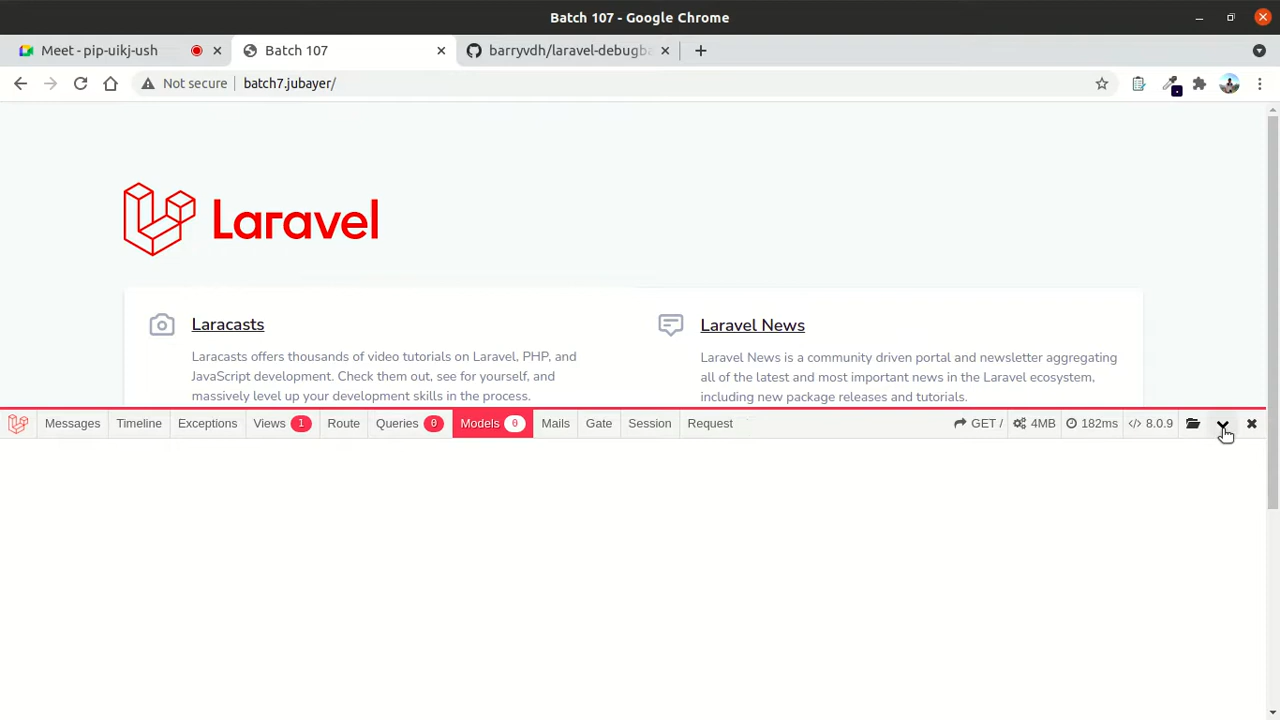 Batch 107 - Google Chrome
Meet - pip-uikj-ush
Batch 107
barryvdh/laravel-debugba
Not secure
batch7.jubayer/
Laravel
Laracasts
Laracasts offers thousands of video tutorials on Laravel, PHP, and
JavaScript development. Check them out, see for yourself, and
massively level up your development skills in the process.
Laravel News
Laravel News is a community driven portal and newsletter aggregating
all of the latest and most important news in the Laravel ecosystem,
including new package releases and tutorials.
Messages Timeline Exceptions Views 1 Route Queries 0 Models 0 Mails Gate Session Request GET / 4MB 182ms 8.0.9